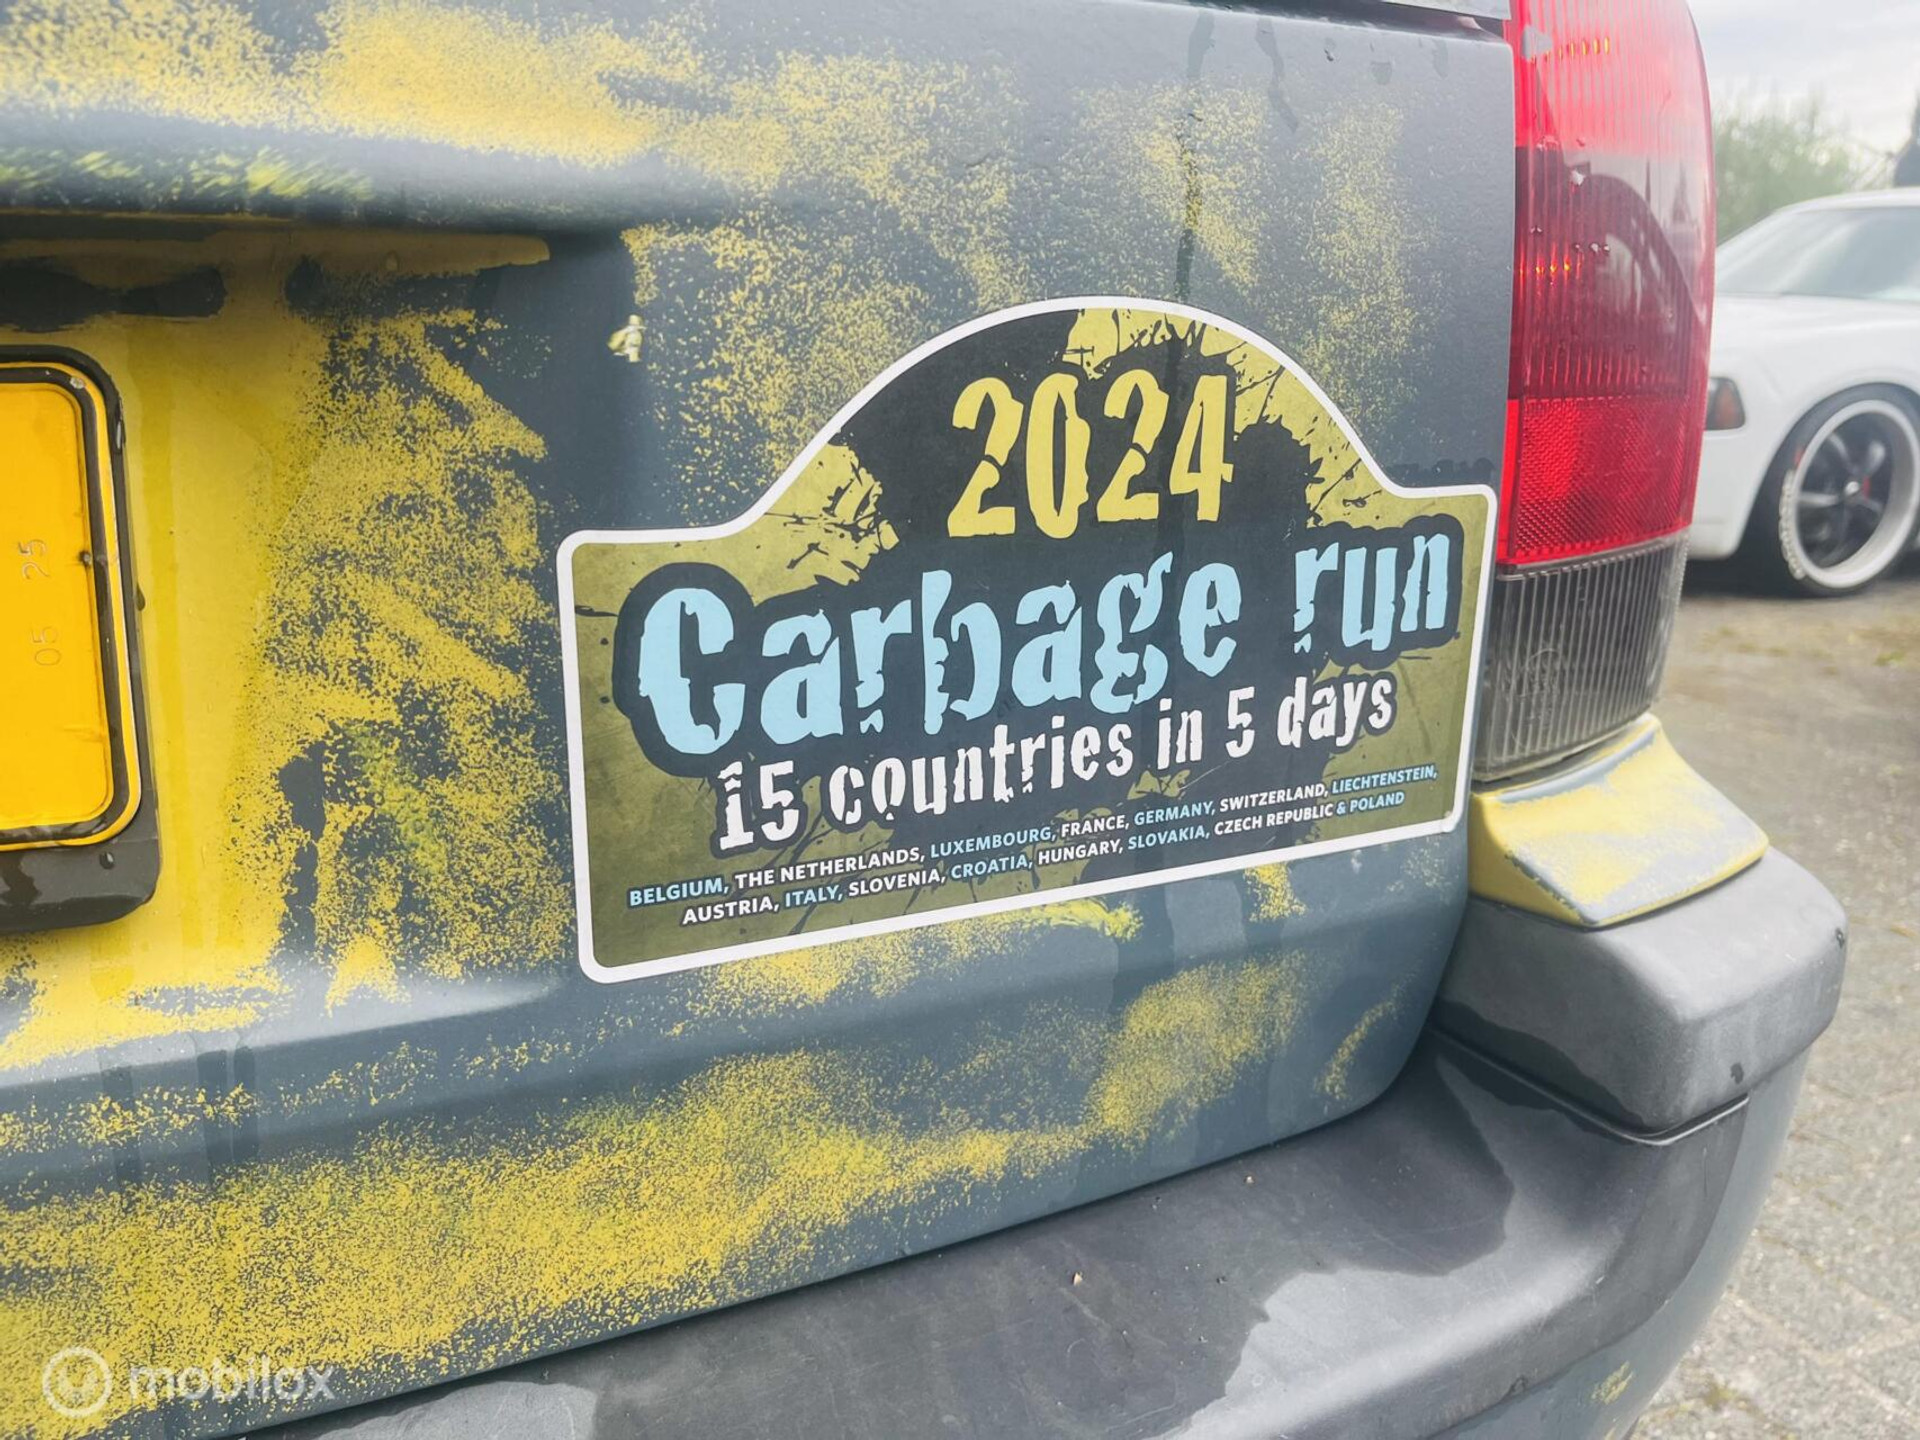 2024
Carbage run
15 countries in 5 days
BELGIUM, THE NETHERLANDS, LUXEMBOURG, FRANCE, GERMANY, SWITZERLAND, LIECHTENSTEIN,
AUSTRIA, ITALY, SLOVENIA, CROATIA, HUNGARY, SLOVAKIA, CZECH REPUBLIC & POLAND
05 25
mobilox